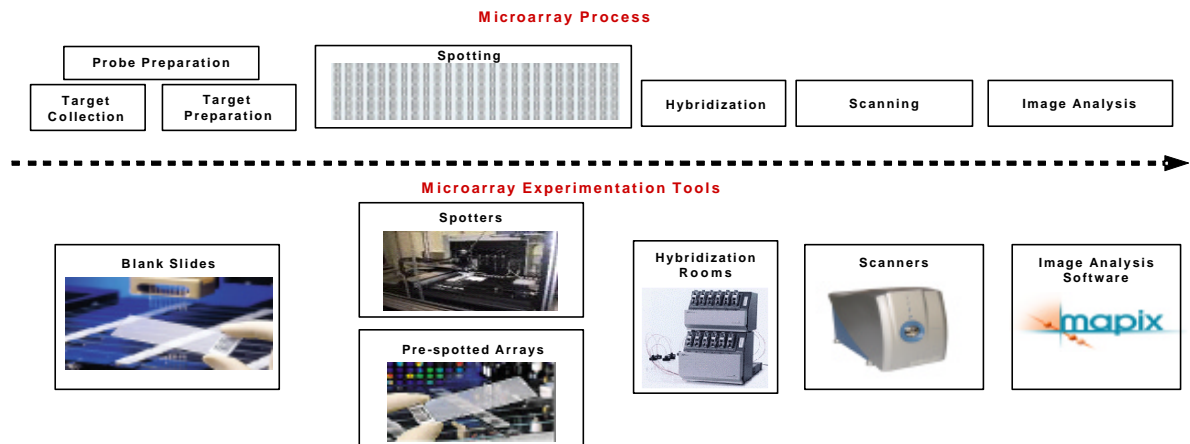 Microarray Process
Probe Preparation
Target
Collection
Target
Preparation
Spotting
Hybridization
Scanning
Image Analysis
Microarray Experimentation Tools
Blank Slides
Spotters
Pre-spotted Arrays
Hybridization
Rooms
Scanners
Image Analysis
Software
mapix